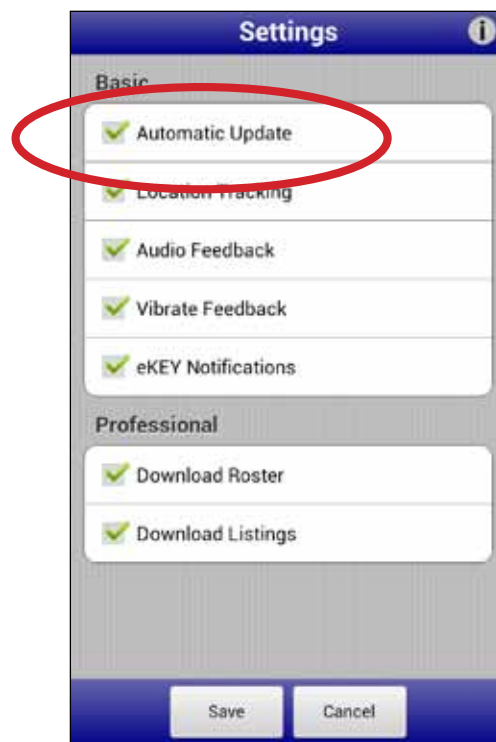 Settings
Basic
Automatic Update
Location Tracking
Audio Feedback
Vibrate Feedback
eKEY Notifications
Professional
Download Roster
Download Listings
Save Cancel